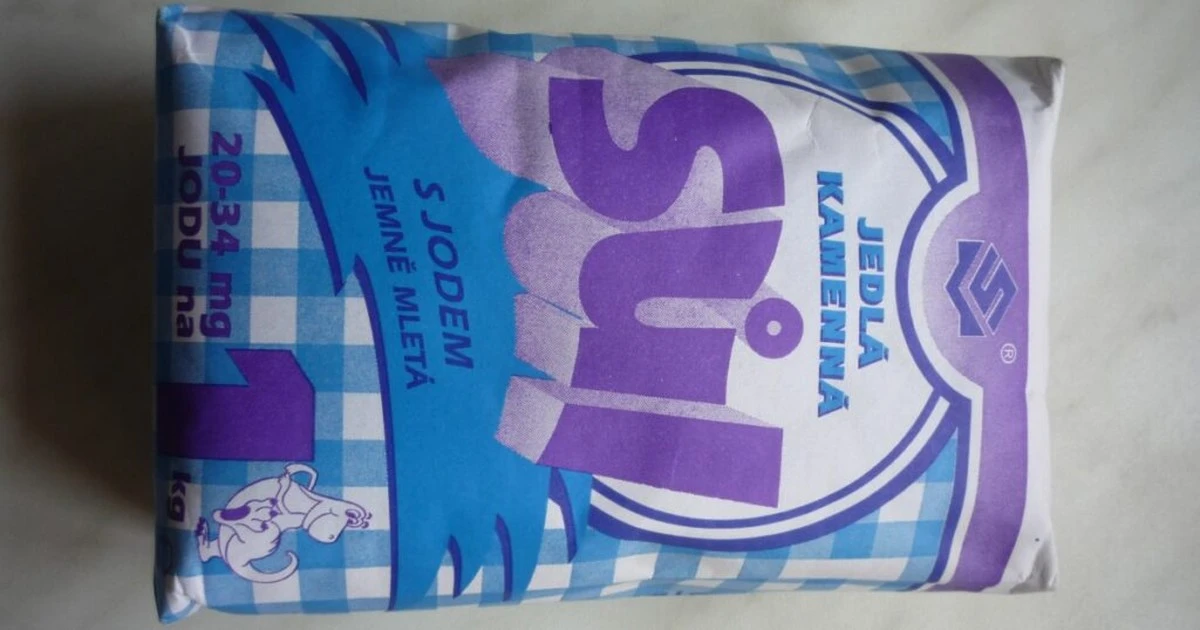 ®
JEDLÁ
KAMENNÁ
sůl
S JODEM
JEMNĚ MLETÁ
20-34 mg
JODU na 1 kg